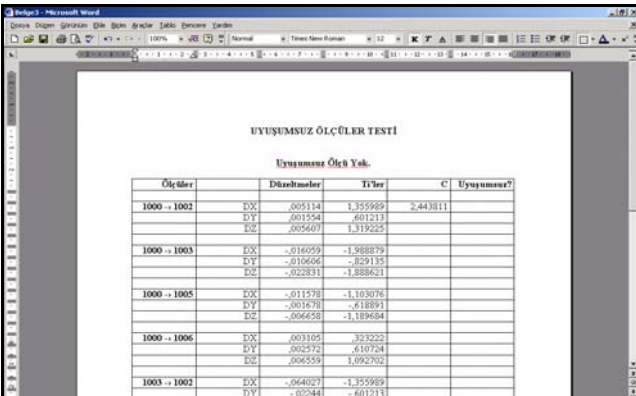 Belge3 - Microsoft Word
Dosya Düzen Görünüm Ekle Biçim Araçlar Tablo Pencere Yardım
100% Normal Times New Roman 12 K T A
UYUŞUMSUZ ÖLÇÜLER TESTİ
Uyuşumsuz Ölçü Yok.
Ölçüler Düzeltmeler Ti'ler C Uyuşumsuz?
1000 → 1002 DX ,005114 1,355989 2,443811
DY ,001554 ,601213
DZ ,005607 1,319225
1000 → 1003 DX -,016059 -1,988879
DY -,010606 -,829135
DZ -,022831 -1,888621
1000 → 1005 DX -,011578 -1,103076
DY -,001678 -,618891
DZ -,006658 -1,189684
1000 → 1006 DX ,003105 ,323222
DY ,002572 ,610724
DZ ,006559 1,092702
1003 → 1002 DX -,064027 -1,355989
DY -,02244 -,601213